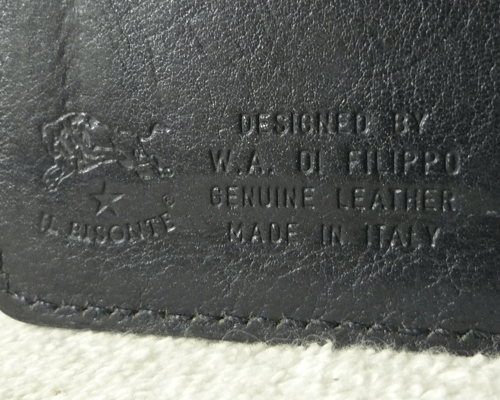 DESIGNED BY
W.A. DI FILIPPO
GENUINE LEATHER
MADE IN ITALY
IL BISONTE®